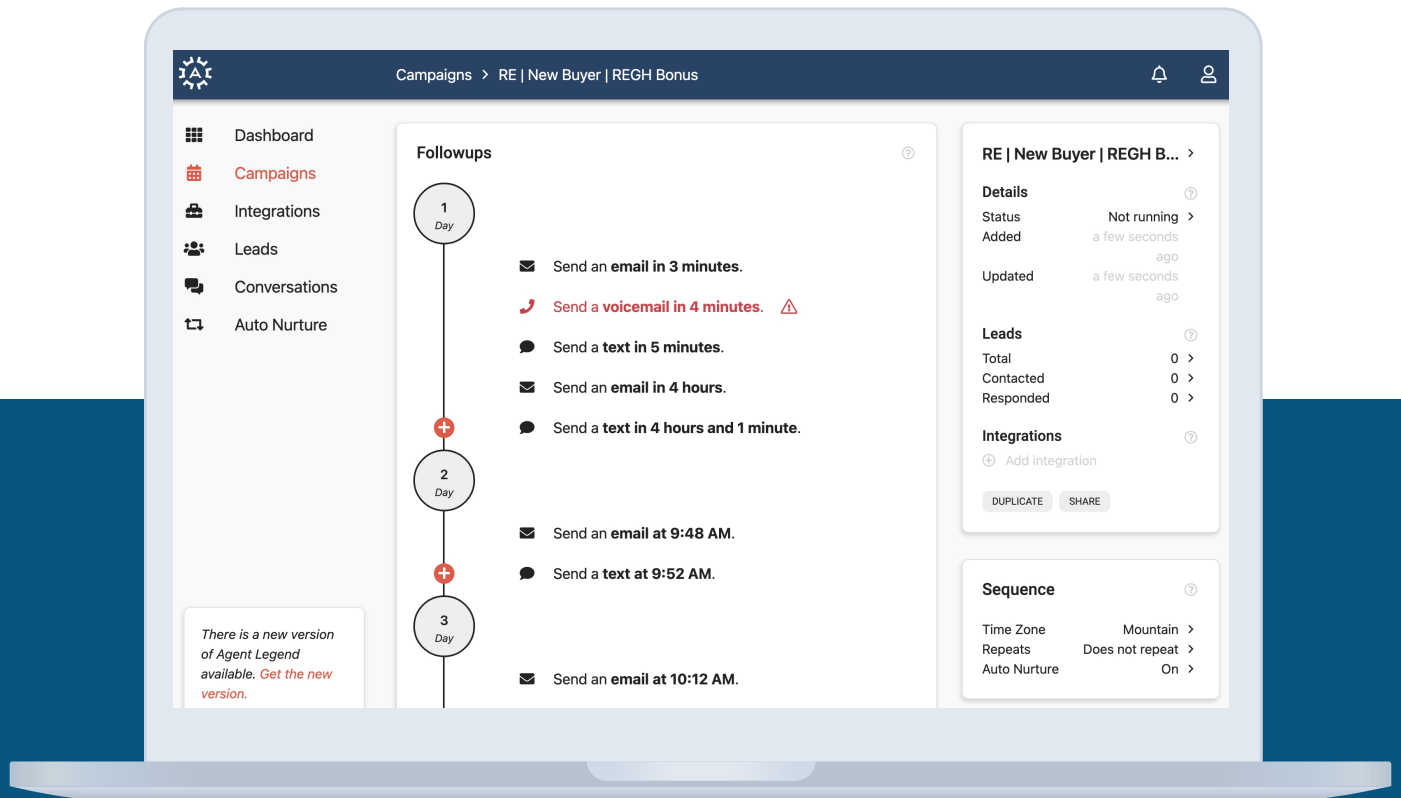 Campaigns > RE | New Buyer | REGH Bonus
Dashboard
Campaigns
Integrations
Leads
Conversations
Auto Nurture
There is a new version
of Agent Legend
available. Get the new
version.
Followups
1
Day
Send an email in 3 minutes.
Send a voicemail in 4 minutes.
Send a text in 5 minutes.
Send an email in 4 hours.
Send a text in 4 hours and 1 minute.
2
Day
Send an email at 9:48 AM.
Send a text at 9:52 AM.
3
Day
Send an email at 10:12 AM.
RE | New Buyer | REGH B... >
Details
Status Not running >
Added a few seconds
ago
Updated a few seconds
ago
Leads
Total 0 >
Contacted 0 >
Responded 0 >
Integrations
Add integration
DUPLICATE SHARE
Sequence
Time Zone Mountain >
Repeats Does not repeat >
Auto Nurture On >